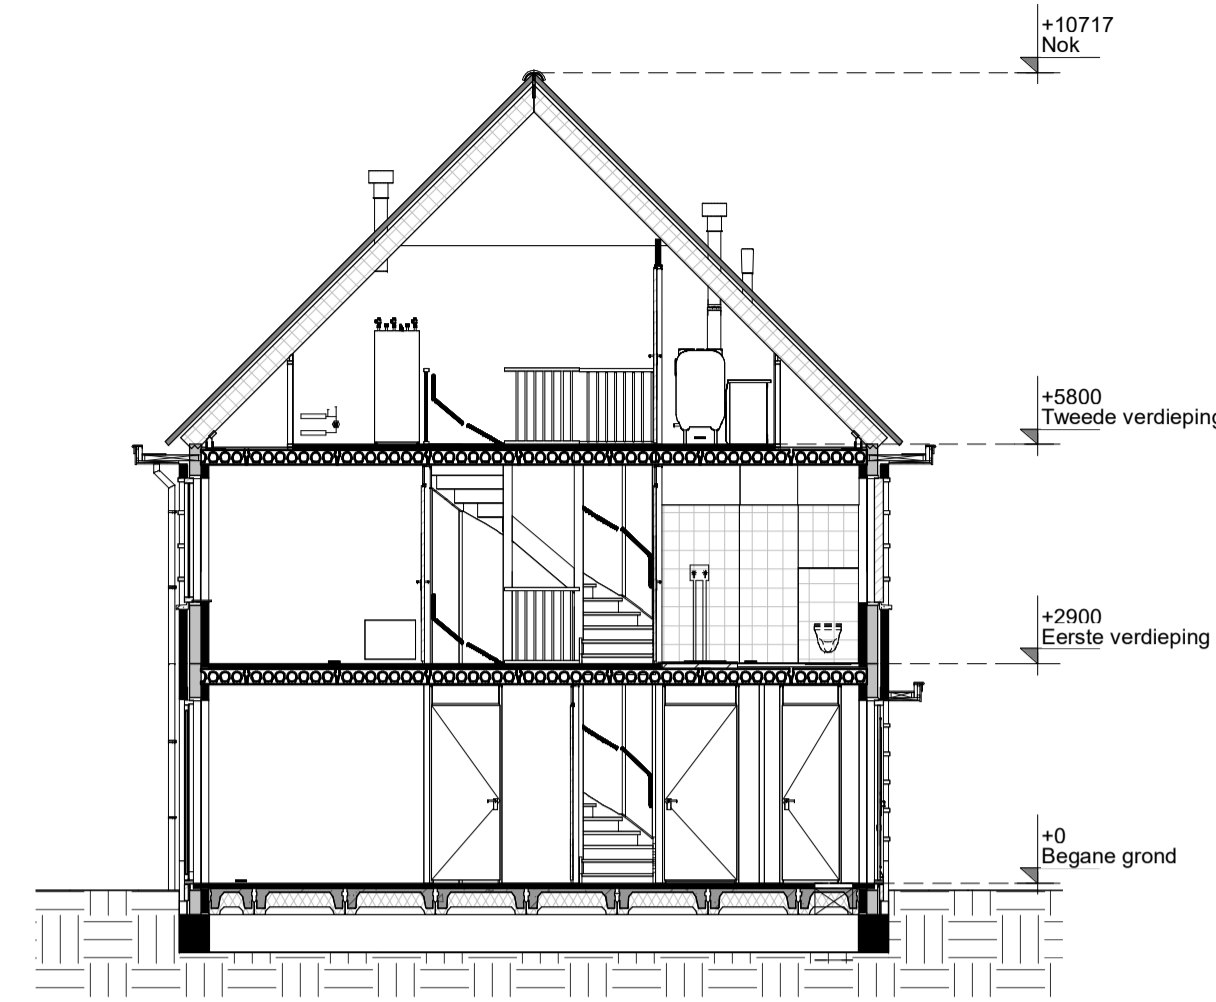 +10717
Nok
+5800
Tweede verdieping
+2900
Eerste verdieping
+0
Begane grond